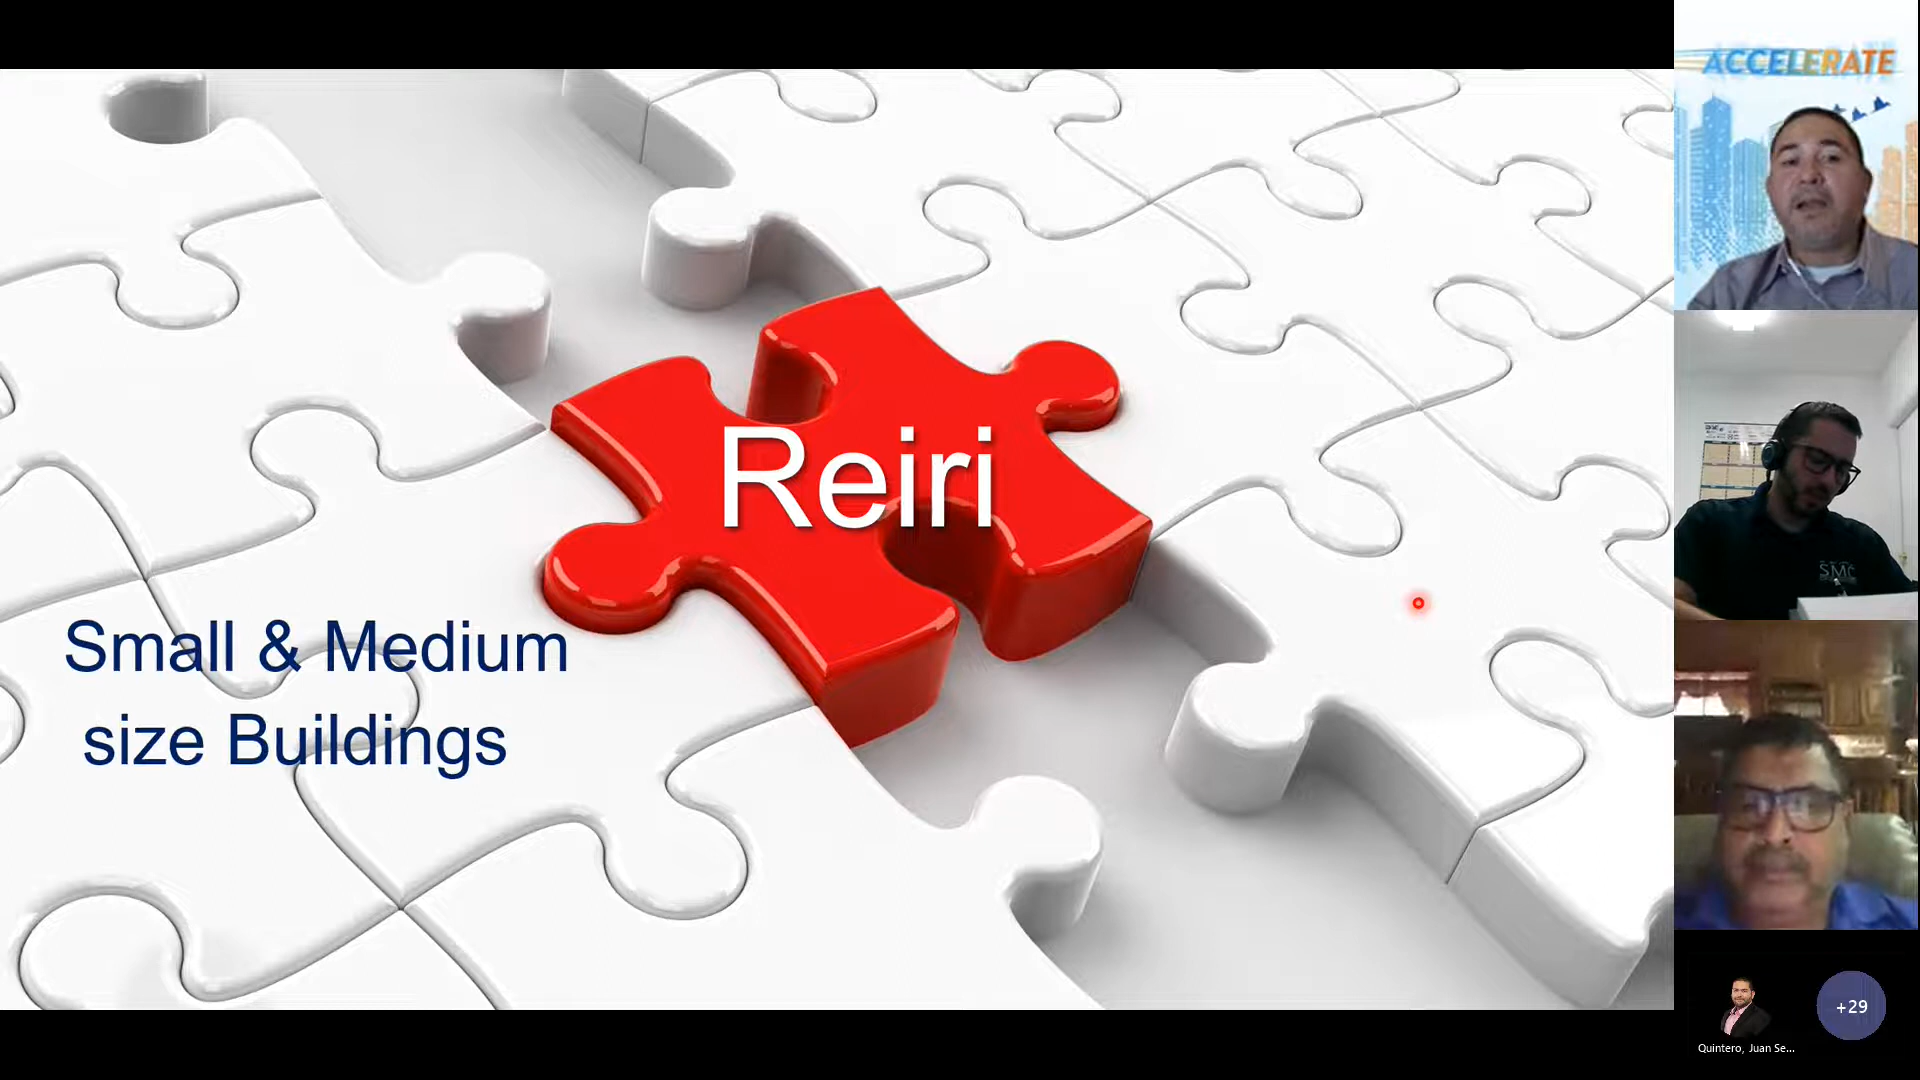 Reiri
Small & Medium
size Buildings
ACCELERATE
SMC
Quintero, Juan Se...
+29